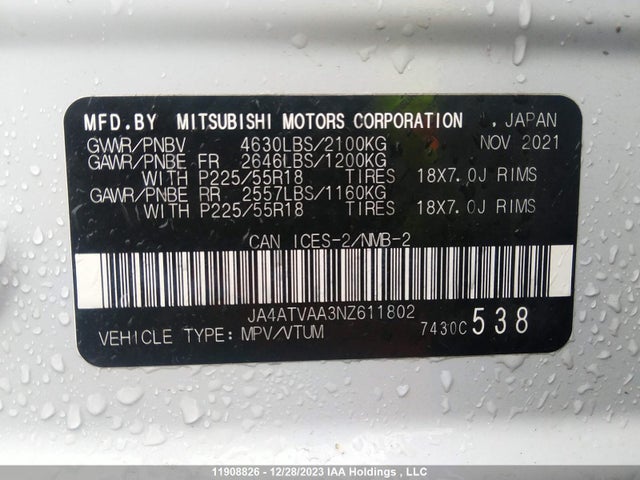 MFD.BY MITSUBISHI MOTORS CORPORATION , JAPAN
GVWR/PNBV 4630LBS/2100KG NOV 2021
GAWR/PNBE FR 2646LBS/1200KG
WITH P225/55R18 TIRES 18X7.0J RIMS
GAWR/PNBE RR 2557LBS/1160KG
WITH P225/55R18 TIRES 18X7.0J RIMS
CAN ICES-2/NMB-2
JA4ATVAA3NZ611802
VEHICLE TYPE: MPV/VTUM 7430C 538
11908826 - 12/28/2023 IAA Holdings , LLC